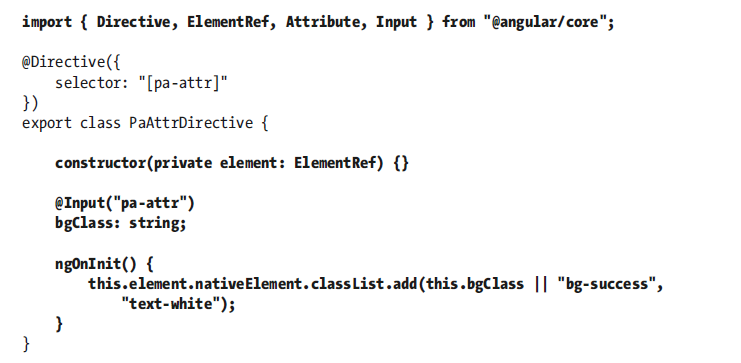 import { Directive, ElementRef, Attribute, Input } from "@angular/core";
@Directive({
    selector: "[pa-attr]"
})
export class PaAttrDirective {
    constructor(private element: ElementRef) {}
    @Input("pa-attr")
    bgClass: string;
    ngOnInit() {
        this.element.nativeElement.classList.add(this.bgClass || "bg-success",
            "text-white");
    }
}